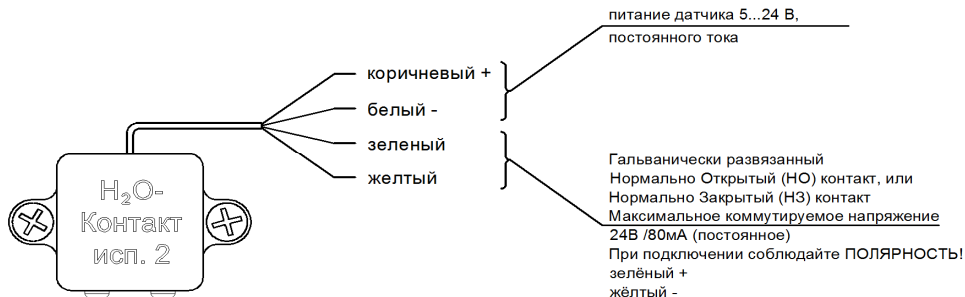 питание датчика 5...24 В,
постоянного тока
коричневый +
белый -
зеленый
желтый
H₂O-
Контакт
исп. 2
Гальванически развязанный
Нормально Открытый (НО) контакт, или
Нормально Закрытый (НЗ) контакт
Максимальное коммутируемое напряжение
24В /80мА (постоянное)
При подключении соблюдайте ПОЛЯРНОСТЬ!
зелёный +
жёлтый -